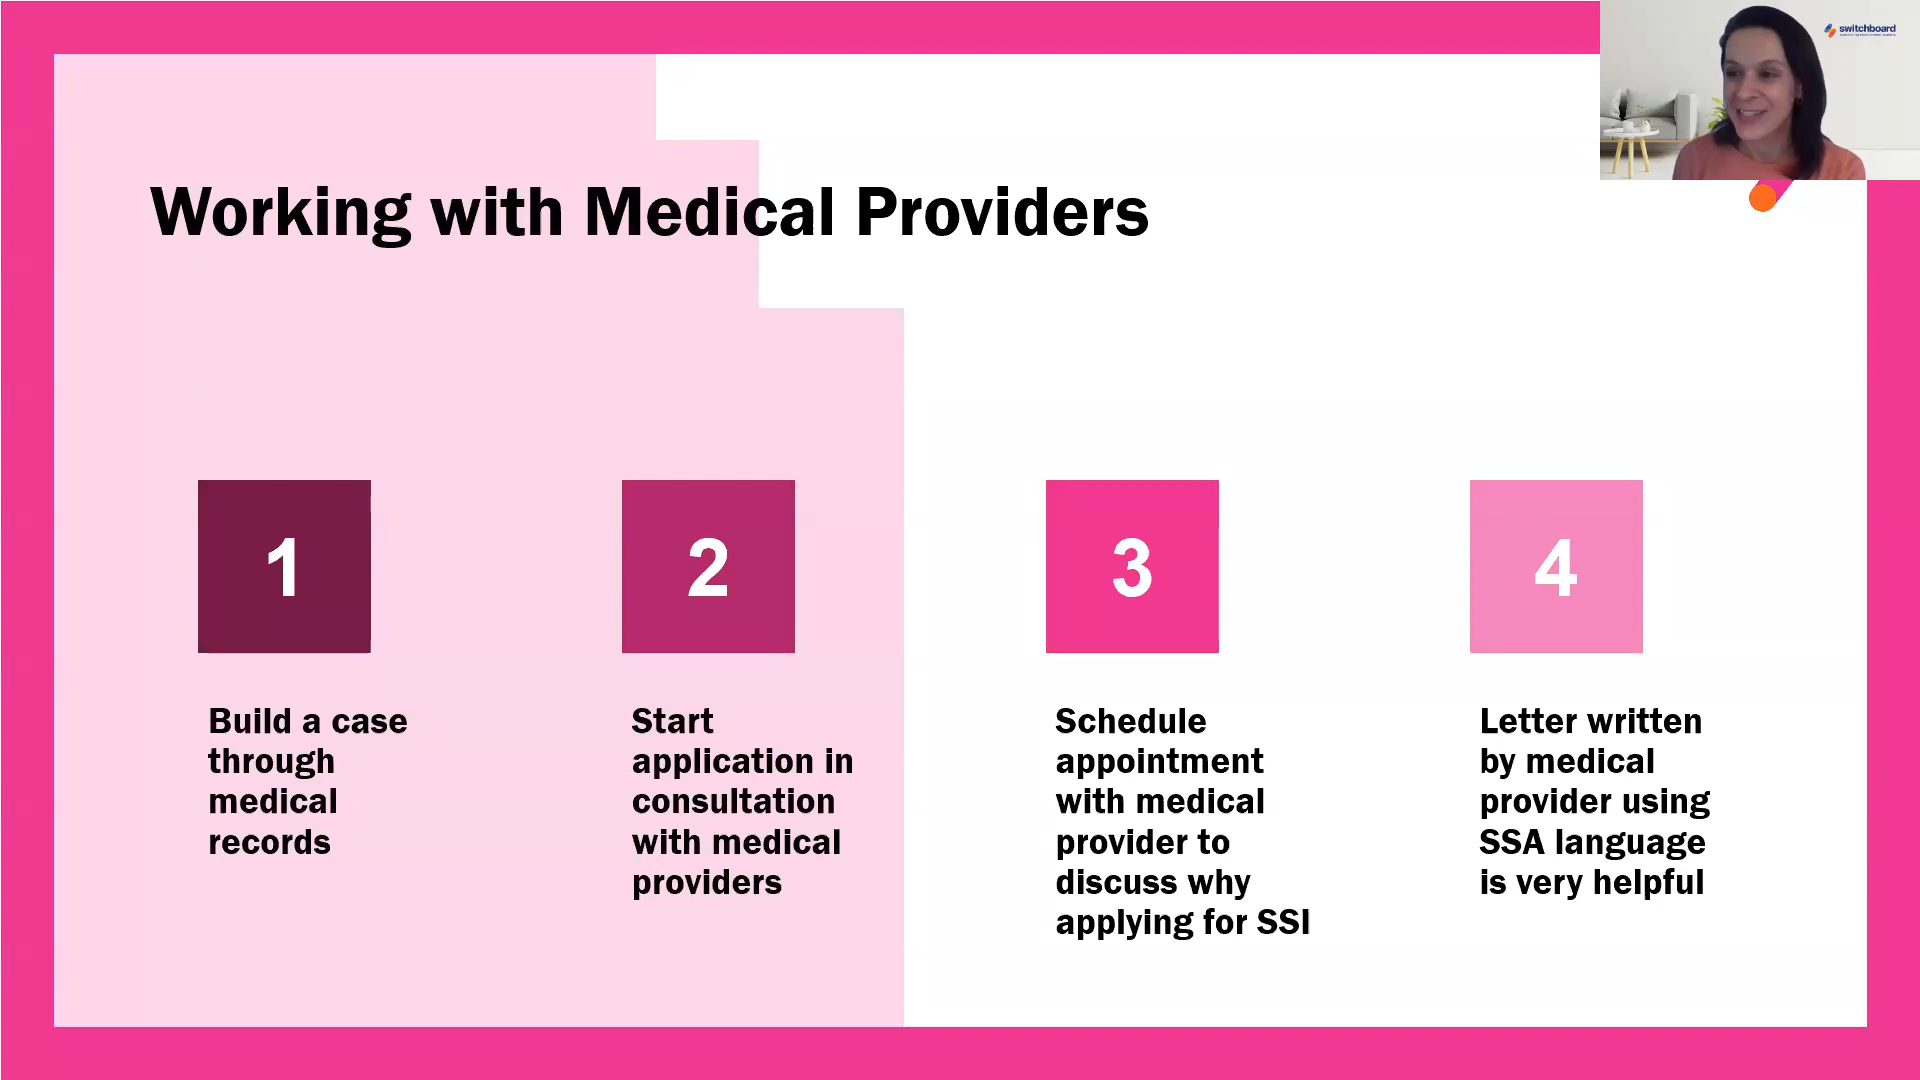 switchboard
Working with Medical Providers
1
Build a case
through
medical
records
2
Start
application in
consultation
with medical
providers
3
Schedule
appointment
with medical
provider to
discuss why
applying for SSI
4
Letter written
by medical
provider using
SSA language
is very helpful